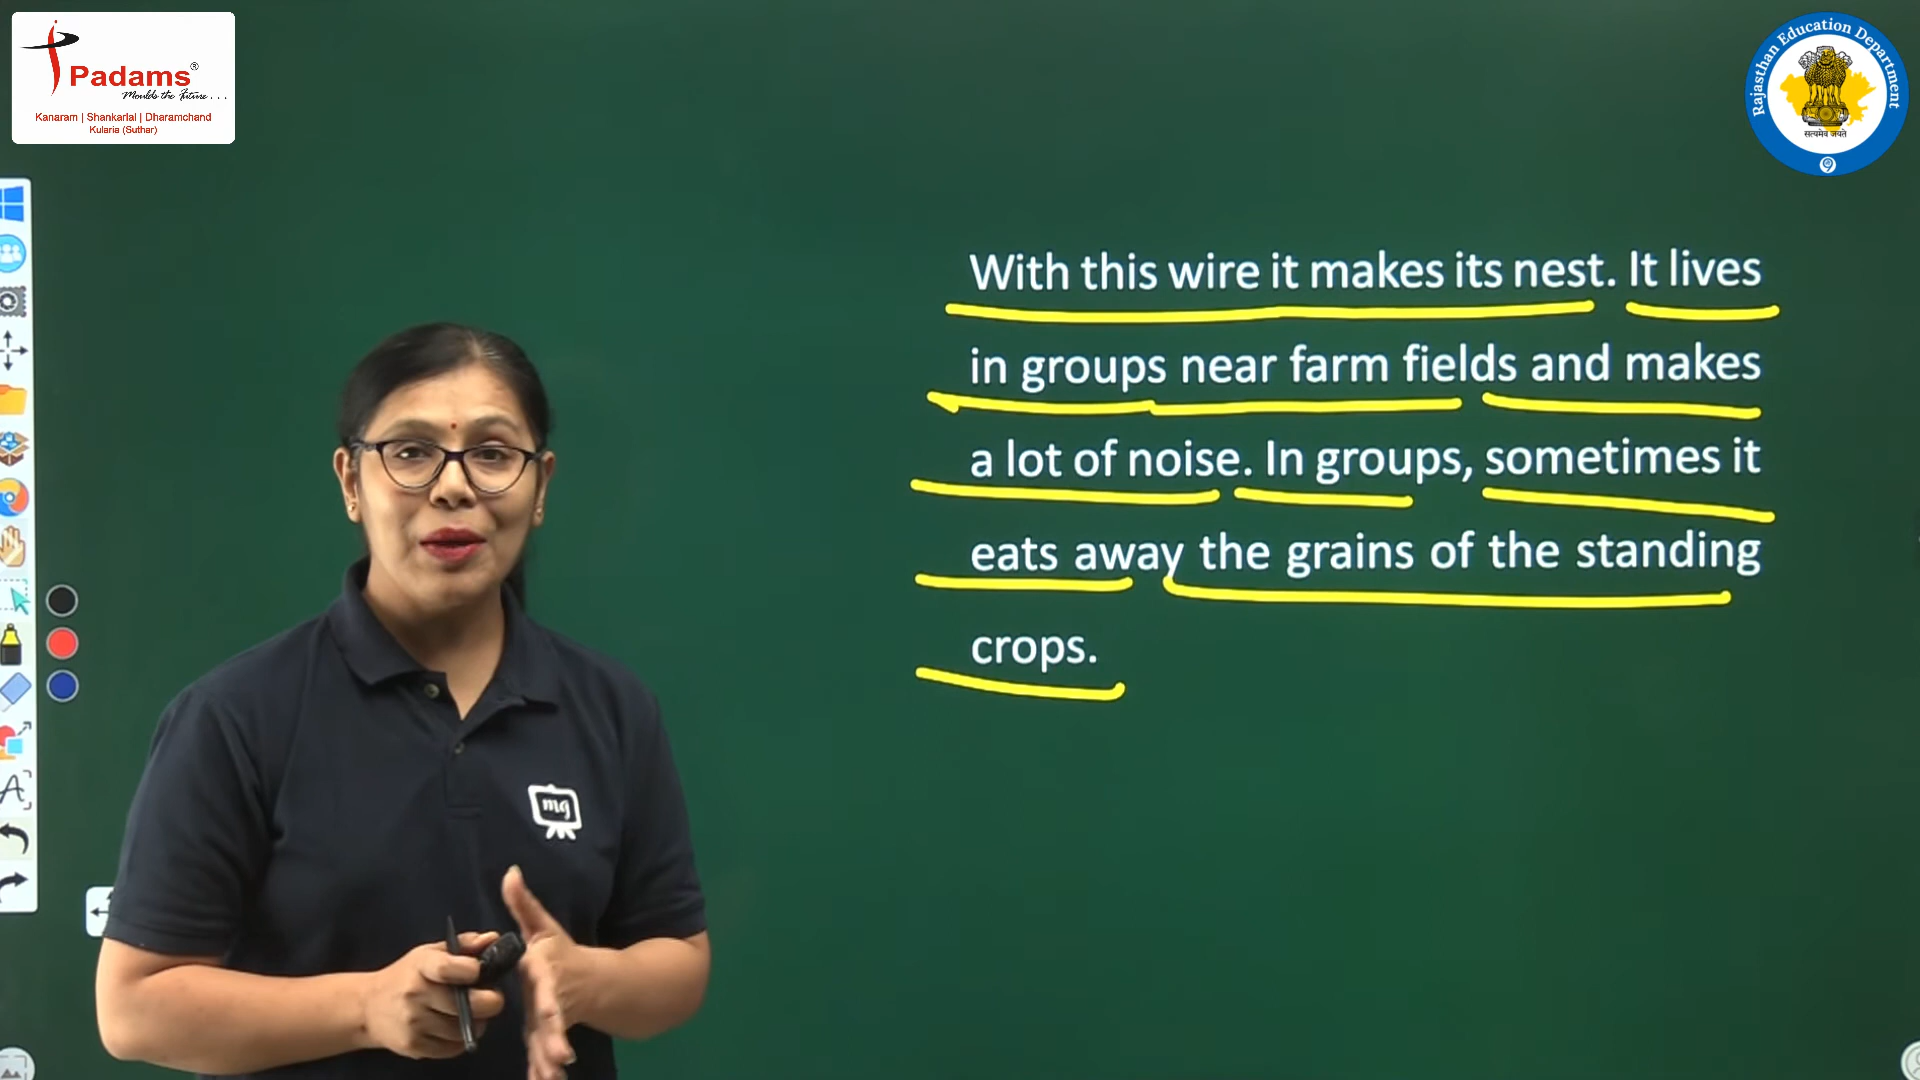 Padams®
Moulds the Future . . .
Kanaram | Shankarlal | Dharamchand
Kularia (Suthar)
Rajasthan Education Department
सत्यमेव जयते
With this wire it makes its nest. It lives
in groups near farm fields and makes
a lot of noise. In groups, sometimes it
eats away the grains of the standing
crops.
mg
A